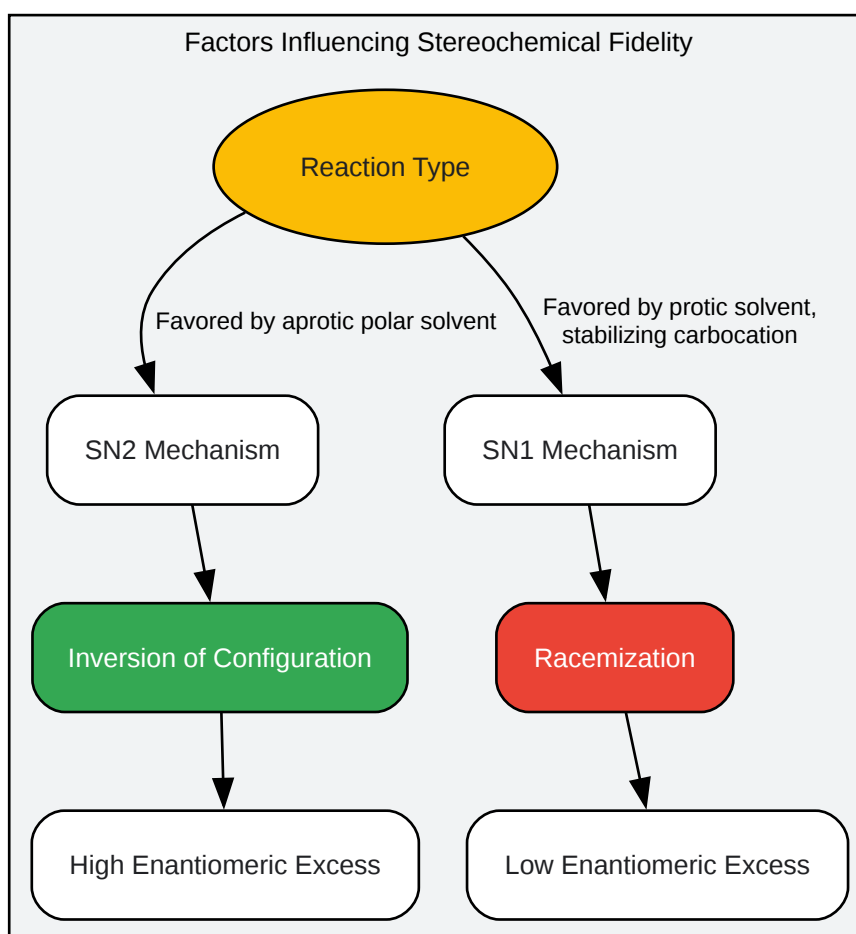 Factors Influencing Stereochemical Fidelity
Reaction Type
Favored by aprotic polar solvent
Favored by protic solvent,
stabilizing carbocation
SN2 Mechanism
SN1 Mechanism
Inversion of Configuration
Racemization
High Enantiomeric Excess
Low Enantiomeric Excess